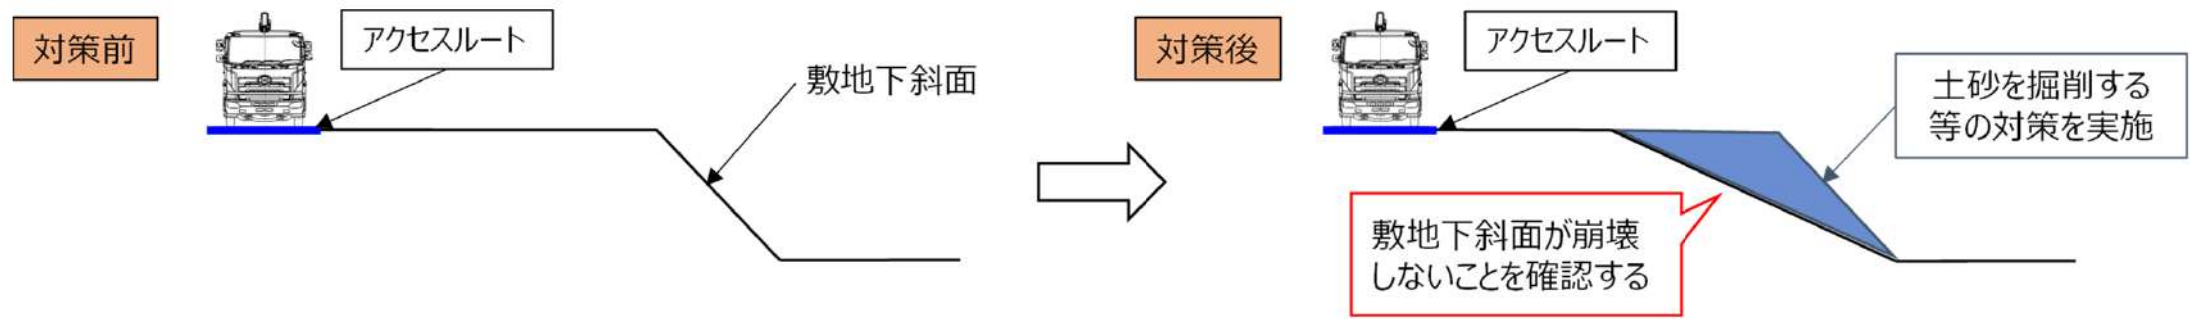 対策前
アクセスルート
敷地下斜面
対策後
アクセスルート
土砂を掘削する
等の対策を実施
敷地下斜面が崩壊
しないことを確認する